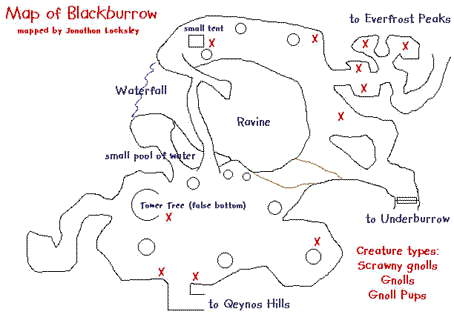 Map of Blackburrow
mapped by Jonathon Locksley
to Everfrost Peaks
small tent
X
X
X
X
X
X
X
Waterfall
Ravine
small pool of water
Tower Tree (false bottom)
X
X
X
X
to Underburrow
to Qeynos Hills
Creature types:
Scrawny gnolls
Gnolls
Gnoll Pups